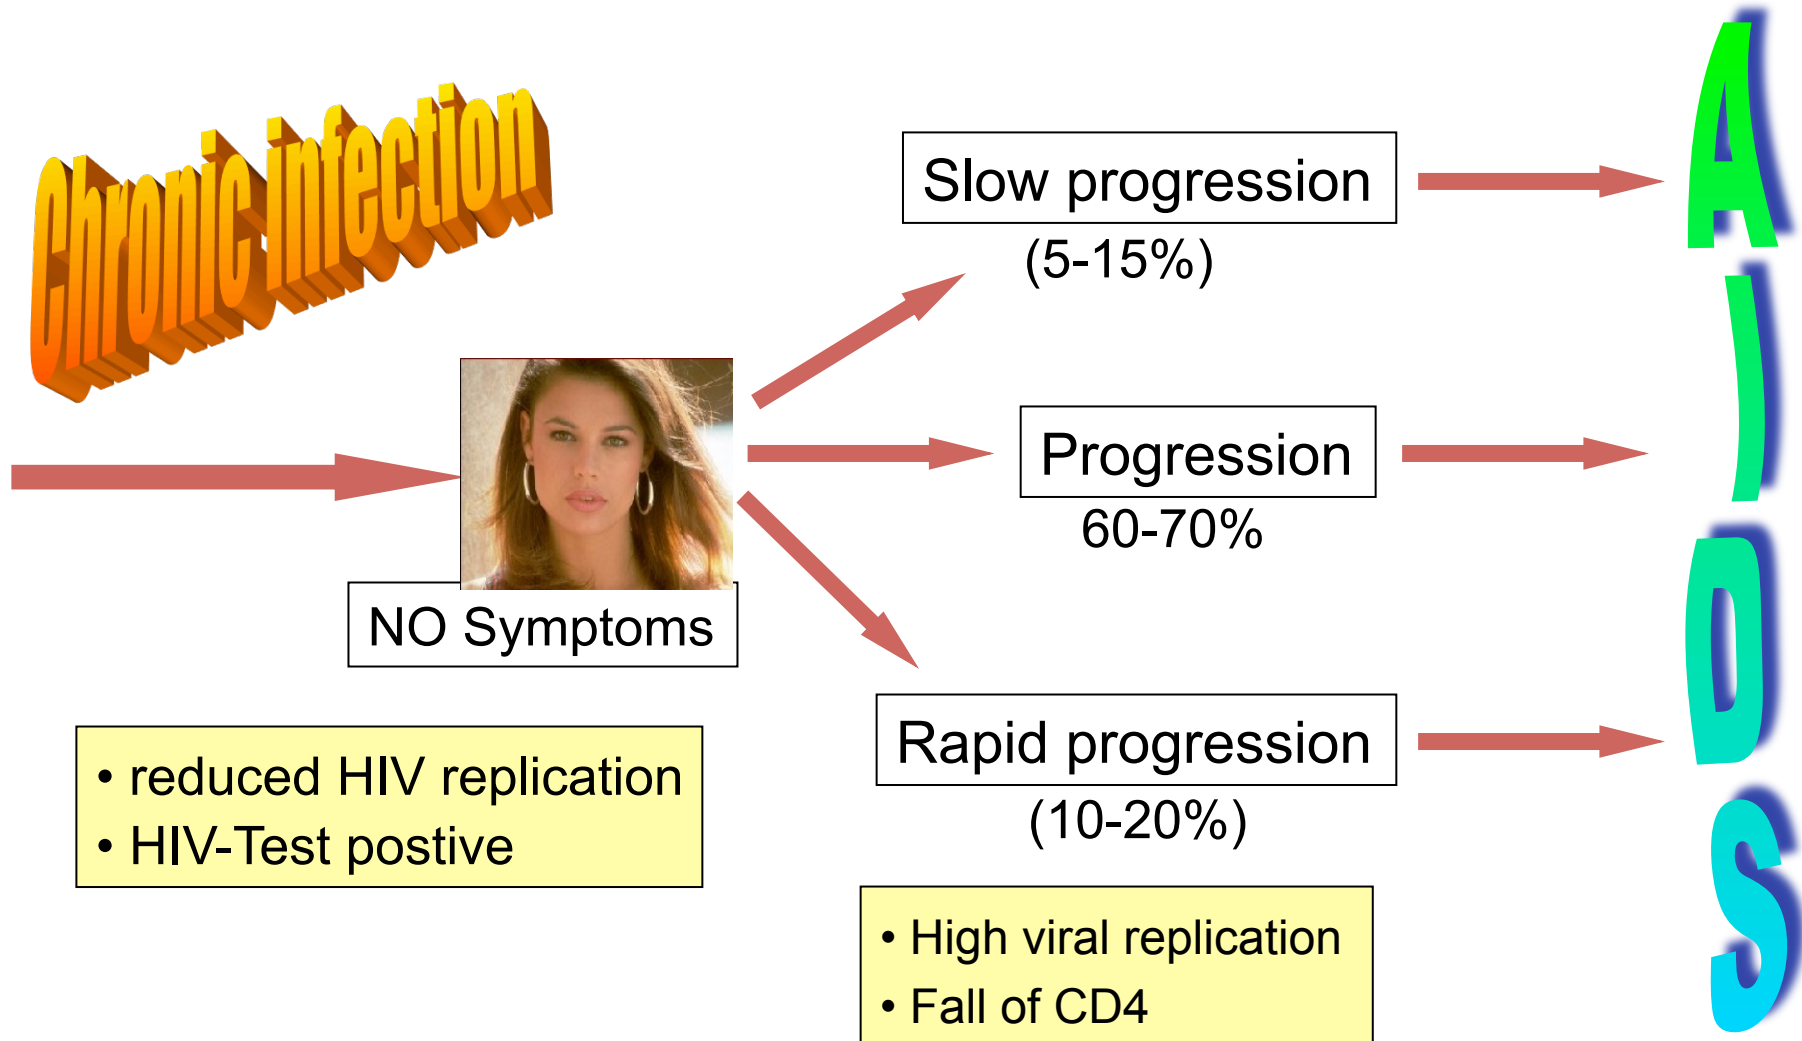 Chronic infection
NO Symptoms
• reduced HIV replication
• HIV-Test postive
Slow progression
(5-15%)
Progression
60-70%
Rapid progression
(10-20%)
• High viral replication
• Fall of CD4
AIDS